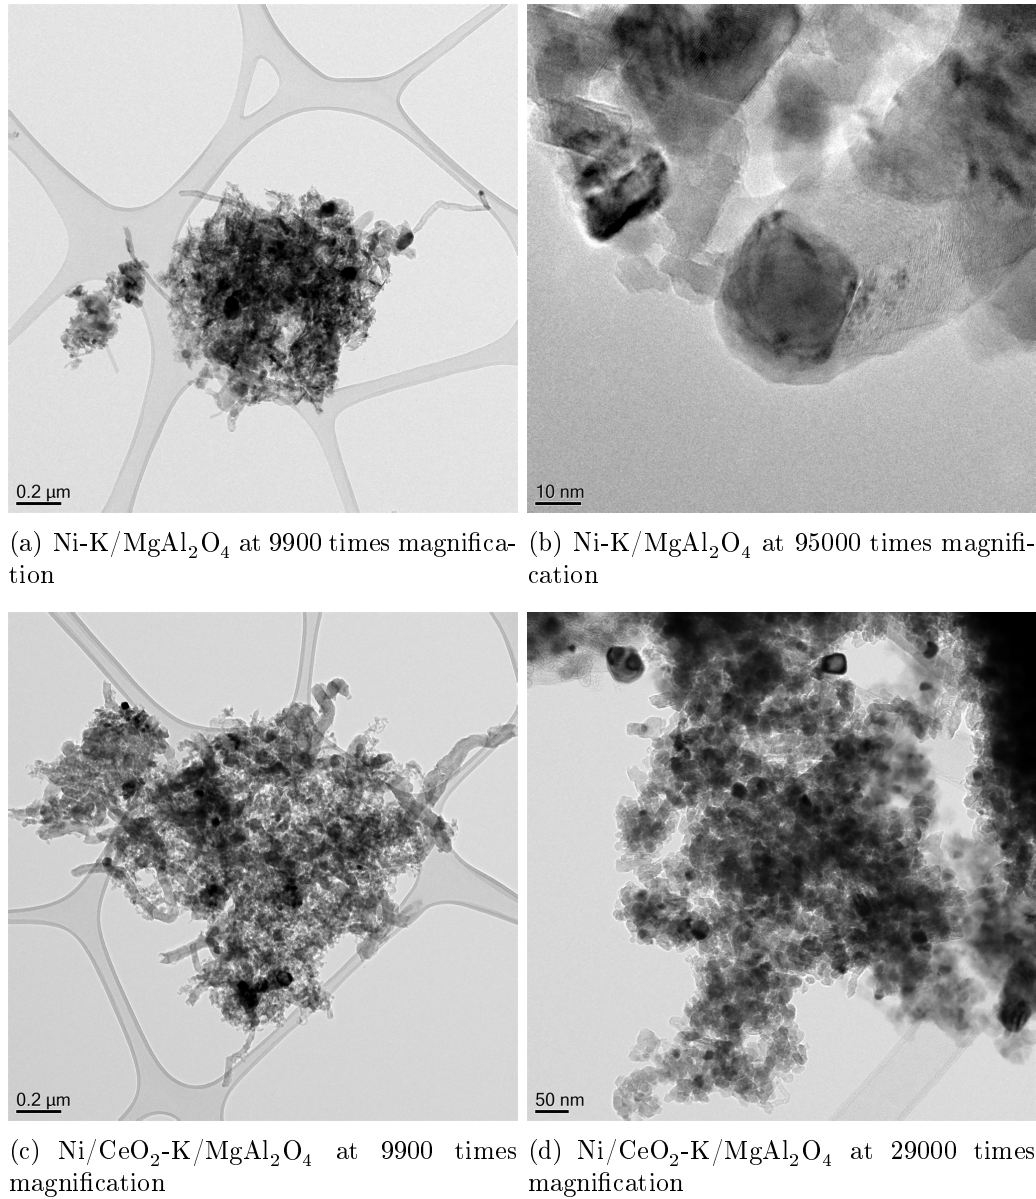 0.2 µm
10 nm
(a) Ni-K/MgAl₂O₄ at 9900 times magnifica-
tion
(b) Ni-K/MgAl₂O₄ at 95000 times magnifi-
cation
0.2 µm
50 nm
(c) Ni/CeO₂-K/MgAl₂O₄ at 9900 times
magnification
(d) Ni/CeO₂-K/MgAl₂O₄ at 29000 times
magnification